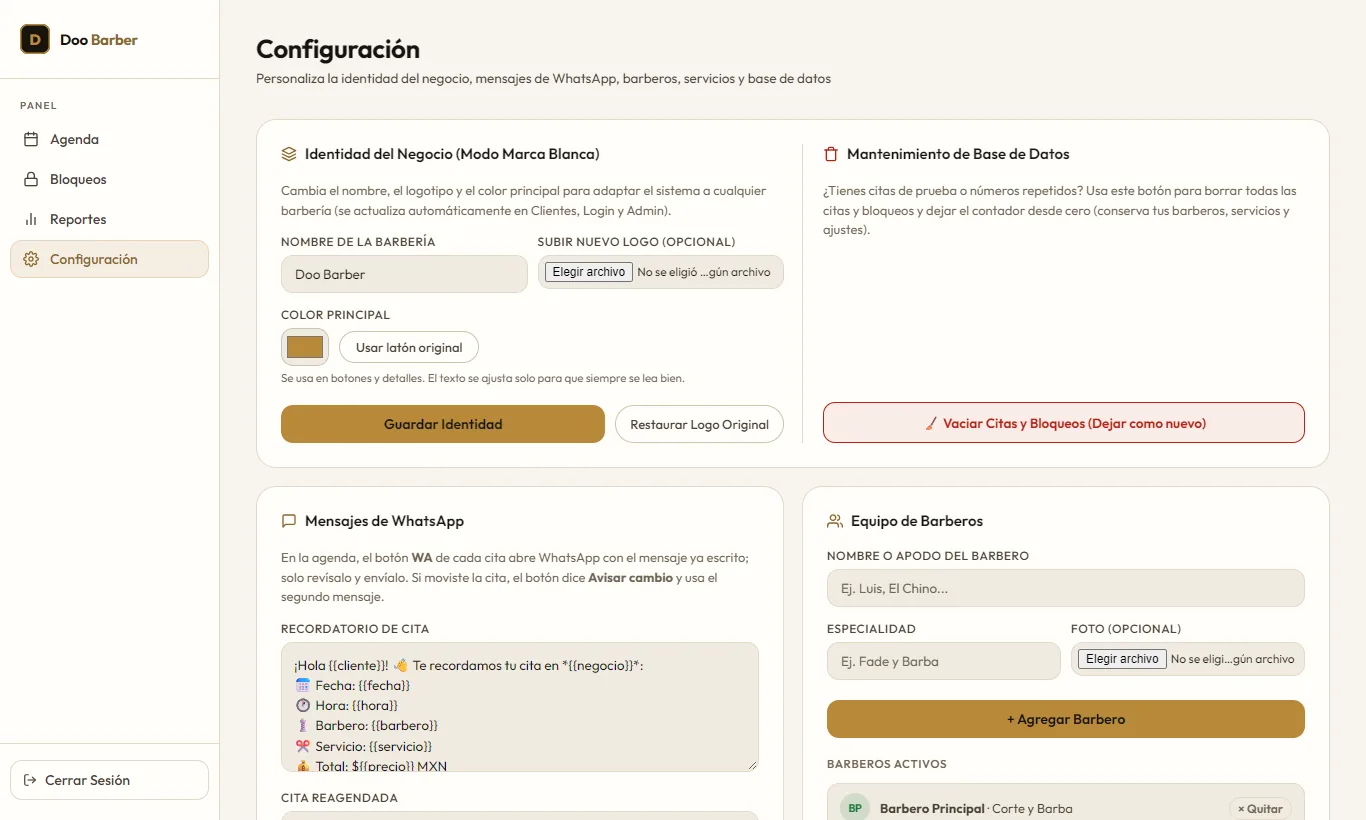 D
Doo Barber
PANEL
Agenda
Bloqueos
Reportes
Configuración
Cerrar Sesión
Configuración
Personaliza la identidad del negocio, mensajes de WhatsApp, barberos, servicios y base de datos
Identidad del Negocio (Modo Marca Blanca)
Cambia el nombre, el logotipo y el color principal para adaptar el sistema a cualquier
barbería (se actualiza automáticamente en Clientes, Login y Admin).
NOMBRE DE LA BARBERÍA
Doo Barber
SUBIR NUEVO LOGO (OPCIONAL)
Elegir archivo No se eligió ...gún archivo
COLOR PRINCIPAL
Usar latón original
Se usa en botones y detalles. El texto se ajusta solo para que siempre se lea bien.
Guardar Identidad
Restaurar Logo Original
Mantenimiento de Base de Datos
¿Tienes citas de prueba o números repetidos? Usa este botón para borrar todas las
citas y bloqueos y dejar el contador desde cero (conserva tus barberos, servicios y
ajustes).
🧹 Vaciar Citas y Bloqueos (Dejar como nuevo)
Mensajes de WhatsApp
En la agenda, el botón WA de cada cita abre WhatsApp con el mensaje ya escrito;
solo revísalo y envíalo. Si moviste la cita, el botón dice Avisar cambio y usa el
segundo mensaje.
RECORDATORIO DE CITA
¡Hola {{cliente}}! 👋 Te recordamos tu cita en *{{negocio}}*:
🗓️ Fecha: {{fecha}}
🕐 Hora: {{hora}}
💈 Barbero: {{barbero}}
✂️ Servicio: {{servicio}}
💰 Total: ${{precio}} MXN
CITA REAGENDADA
Equipo de Barberos
NOMBRE O APODO DEL BARBERO
Ej. Luis, El Chino...
ESPECIALIDAD
Ej. Fade y Barba
FOTO (OPCIONAL)
Elegir archivo No se eligi...gún archivo
+ Agregar Barbero
BARBEROS ACTIVOS
BP
Barbero Principal · Corte y Barba
× Quitar